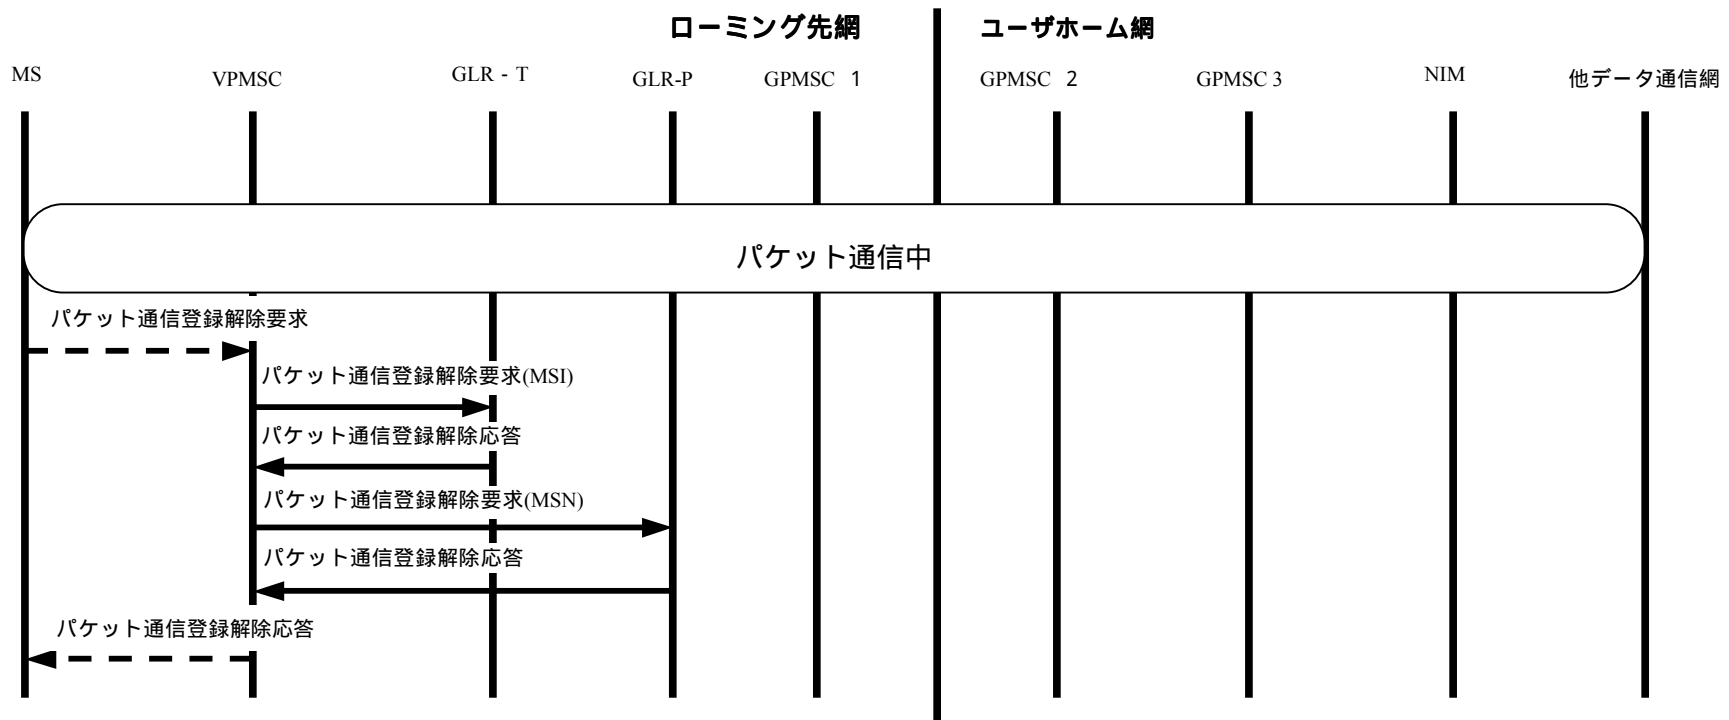 ローミング先網 ユーザホーム網
MS VPMSC GLR - T GLR-P GPMSC 1 GPMSC 2 GPMSC 3 NIM 他データ通信網
パケット通信中
パケット通信登録解除要求
パケット通信登録解除要求(MSI)
パケット通信登録解除応答
パケット通信登録解除要求(MSN)
パケット通信登録解除応答
パケット通信登録解除応答